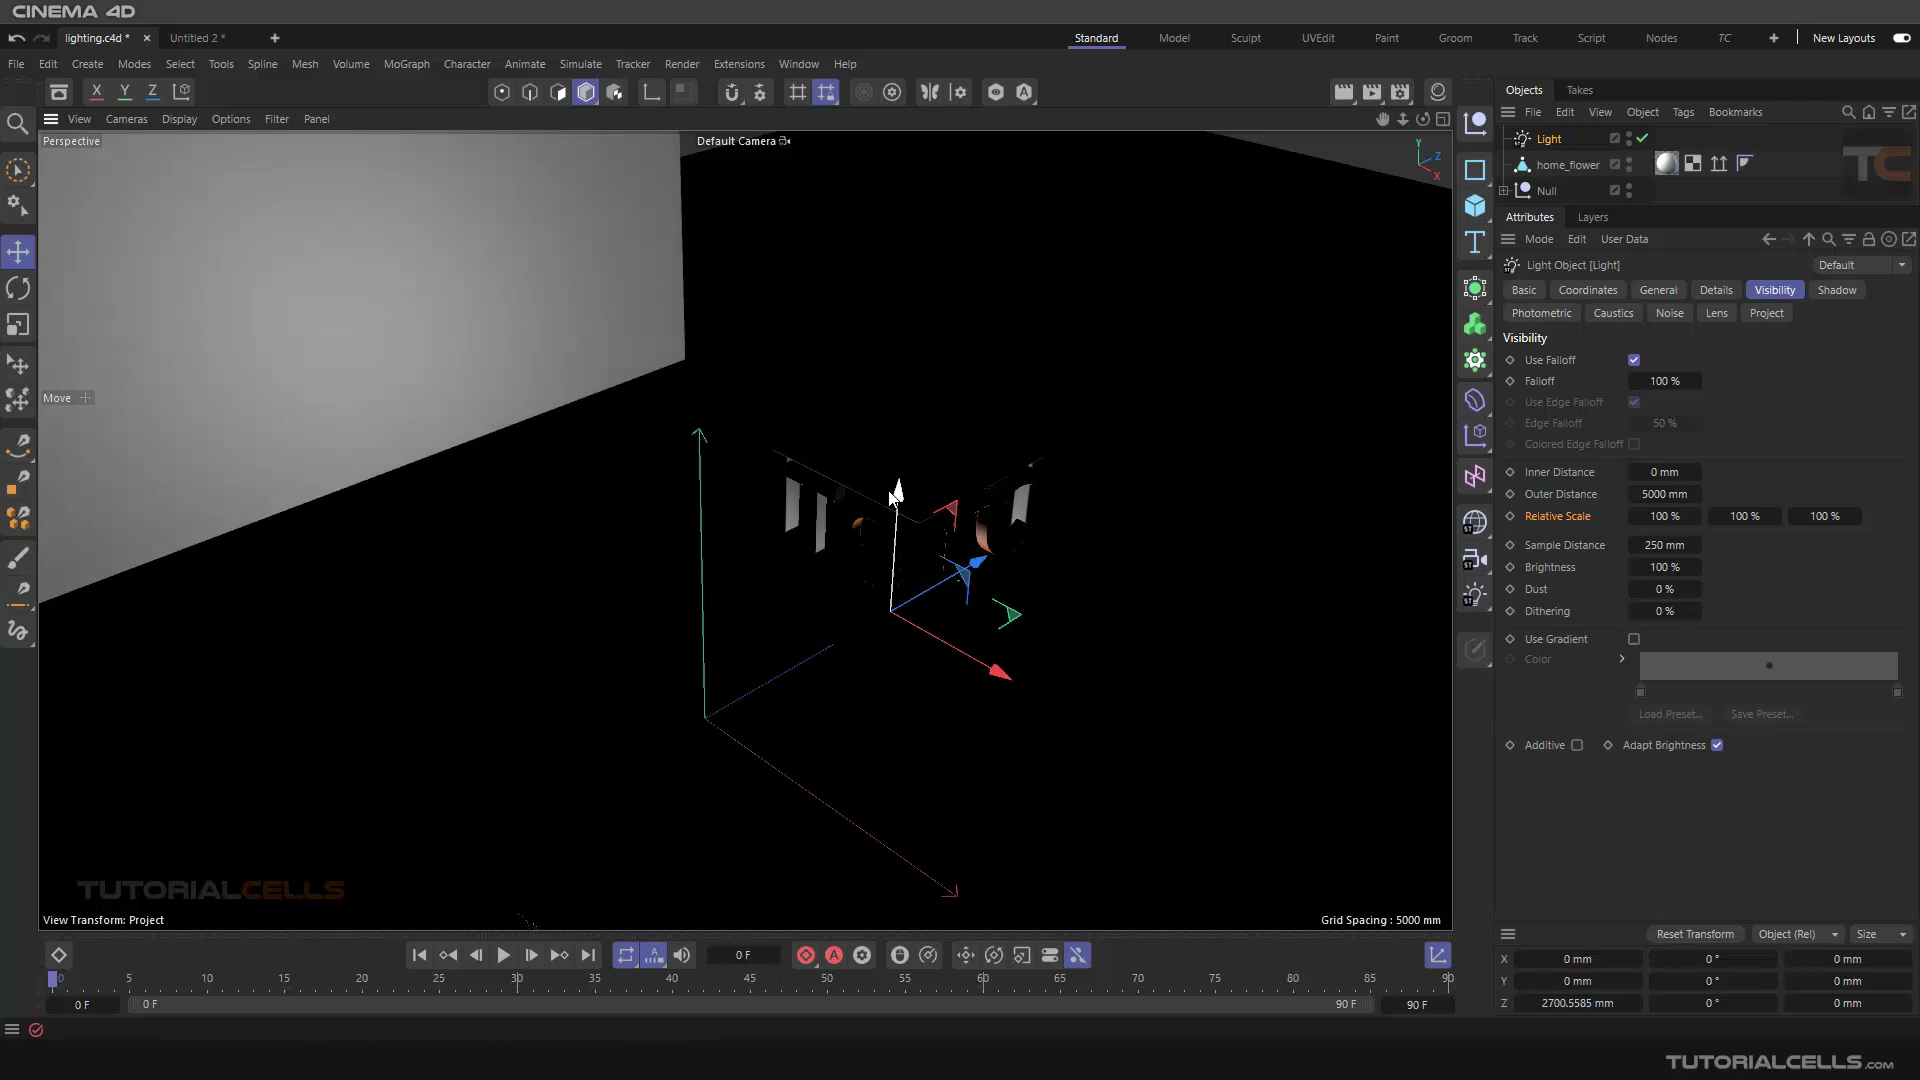 CINEMA 4D
lighting.c4d *
Untitled 2 *
Standard
Model
Sculpt
UVEdit
Paint
Groom
Track
Script
Nodes
TC
New Layouts
File Edit Create Modes Select Tools Spline Mesh Volume MoGraph Character Animate Simulate Tracker Render Extensions Window Help
X Y Z
Objects Takes
View Cameras Display Options Filter Panel
File Edit View Object Tags Bookmarks
Perspective
Default Camera
Y
Z
X
Light
home_flower
Null
TC
Attributes Layers
Mode Edit User Data
Light Object [Light]
Default
Basic Coordinates General Details Visibility Shadow
Photometric Caustics Noise Lens Project
Visibility
Use Falloff
Falloff 100 %
Use Edge Falloff
Edge Falloff 50 %
Colored Edge Falloff
Inner Distance 0 mm
Outer Distance 5000 mm
Relative Scale 100 % 100 % 100 %
Sample Distance 250 mm
Brightness 100 %
Dust 0 %
Dithering 0 %
Use Gradient
Color
Load Preset... Save Preset...
Additive
Adapt Brightness
Move
TUTORIALCELLS
View Transform: Project
Grid Spacing : 5000 mm
0 F
Reset Transform
Object (Rel)
Size
X 0 mm 0 ° 0 mm
Y 0 mm 0 ° 0 mm
Z 2700.5585 mm 0 ° 0 mm
0 5 10 15 20 25 30 35 40 45 50 55 60 65 70 75 80 85 90
0 F
0 F
90 F
90 F
TUTORIALCELLS.com